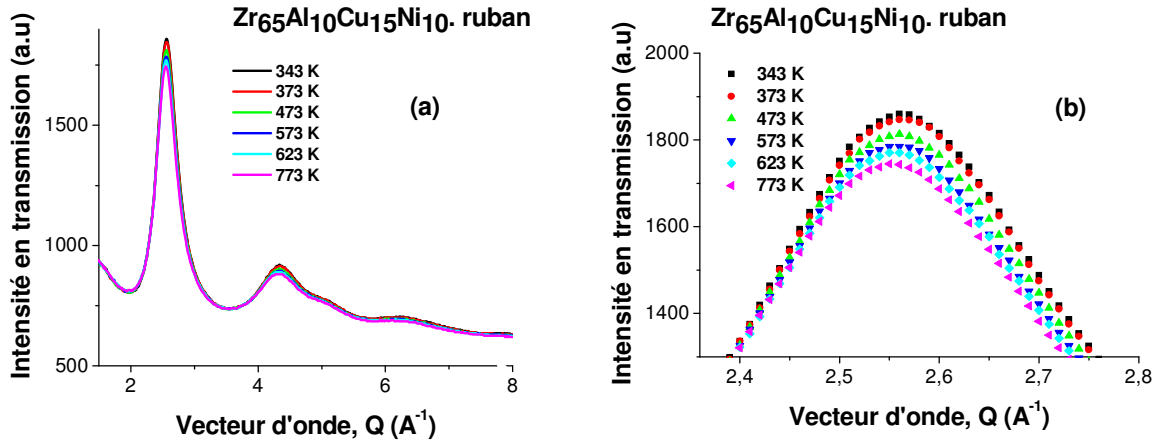 Zr65Al10Cu15Ni10. ruban
Intensité en transmission (a.u)
1500
1000
500
343 K
373 K
473 K
573 K
623 K
773 K
(a)
2
4
6
8
Vecteur d'onde, Q (A-1)
Zr65Al10Cu15Ni10. ruban
Intensité en transmission (a.u)
2000
1800
1600
1400
343 K
373 K
473 K
573 K
623 K
773 K
(b)
2,4
2,5
2,6
2,7
2,8
Vecteur d'onde, Q (A-1)